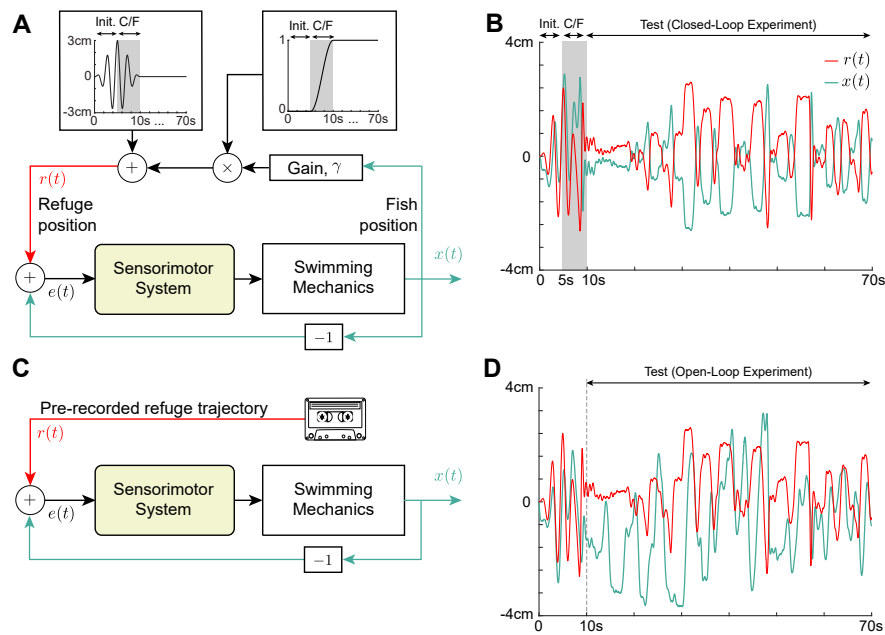 A
Init. C/F
3cm
0
-3cm
0 10s ... 70s
Init. C/F
1
0
0 10s ... 70s
+
×
Gain, γ
r(t)
Refuge
position
Fish
position
+
e(t)
Sensorimotor
System
Swimming
Mechanics
x(t)
−1
B
Init. C/F
Test (Closed-Loop Experiment)
4cm
0
-4cm
r(t)
x(t)
0 5s 10s 70s
C
Pre-recorded refuge trajectory
r(t)
+
e(t)
Sensorimotor
System
Swimming
Mechanics
x(t)
−1
D
Test (Open-Loop Experiment)
4cm
0
-4cm
0 10s 70s